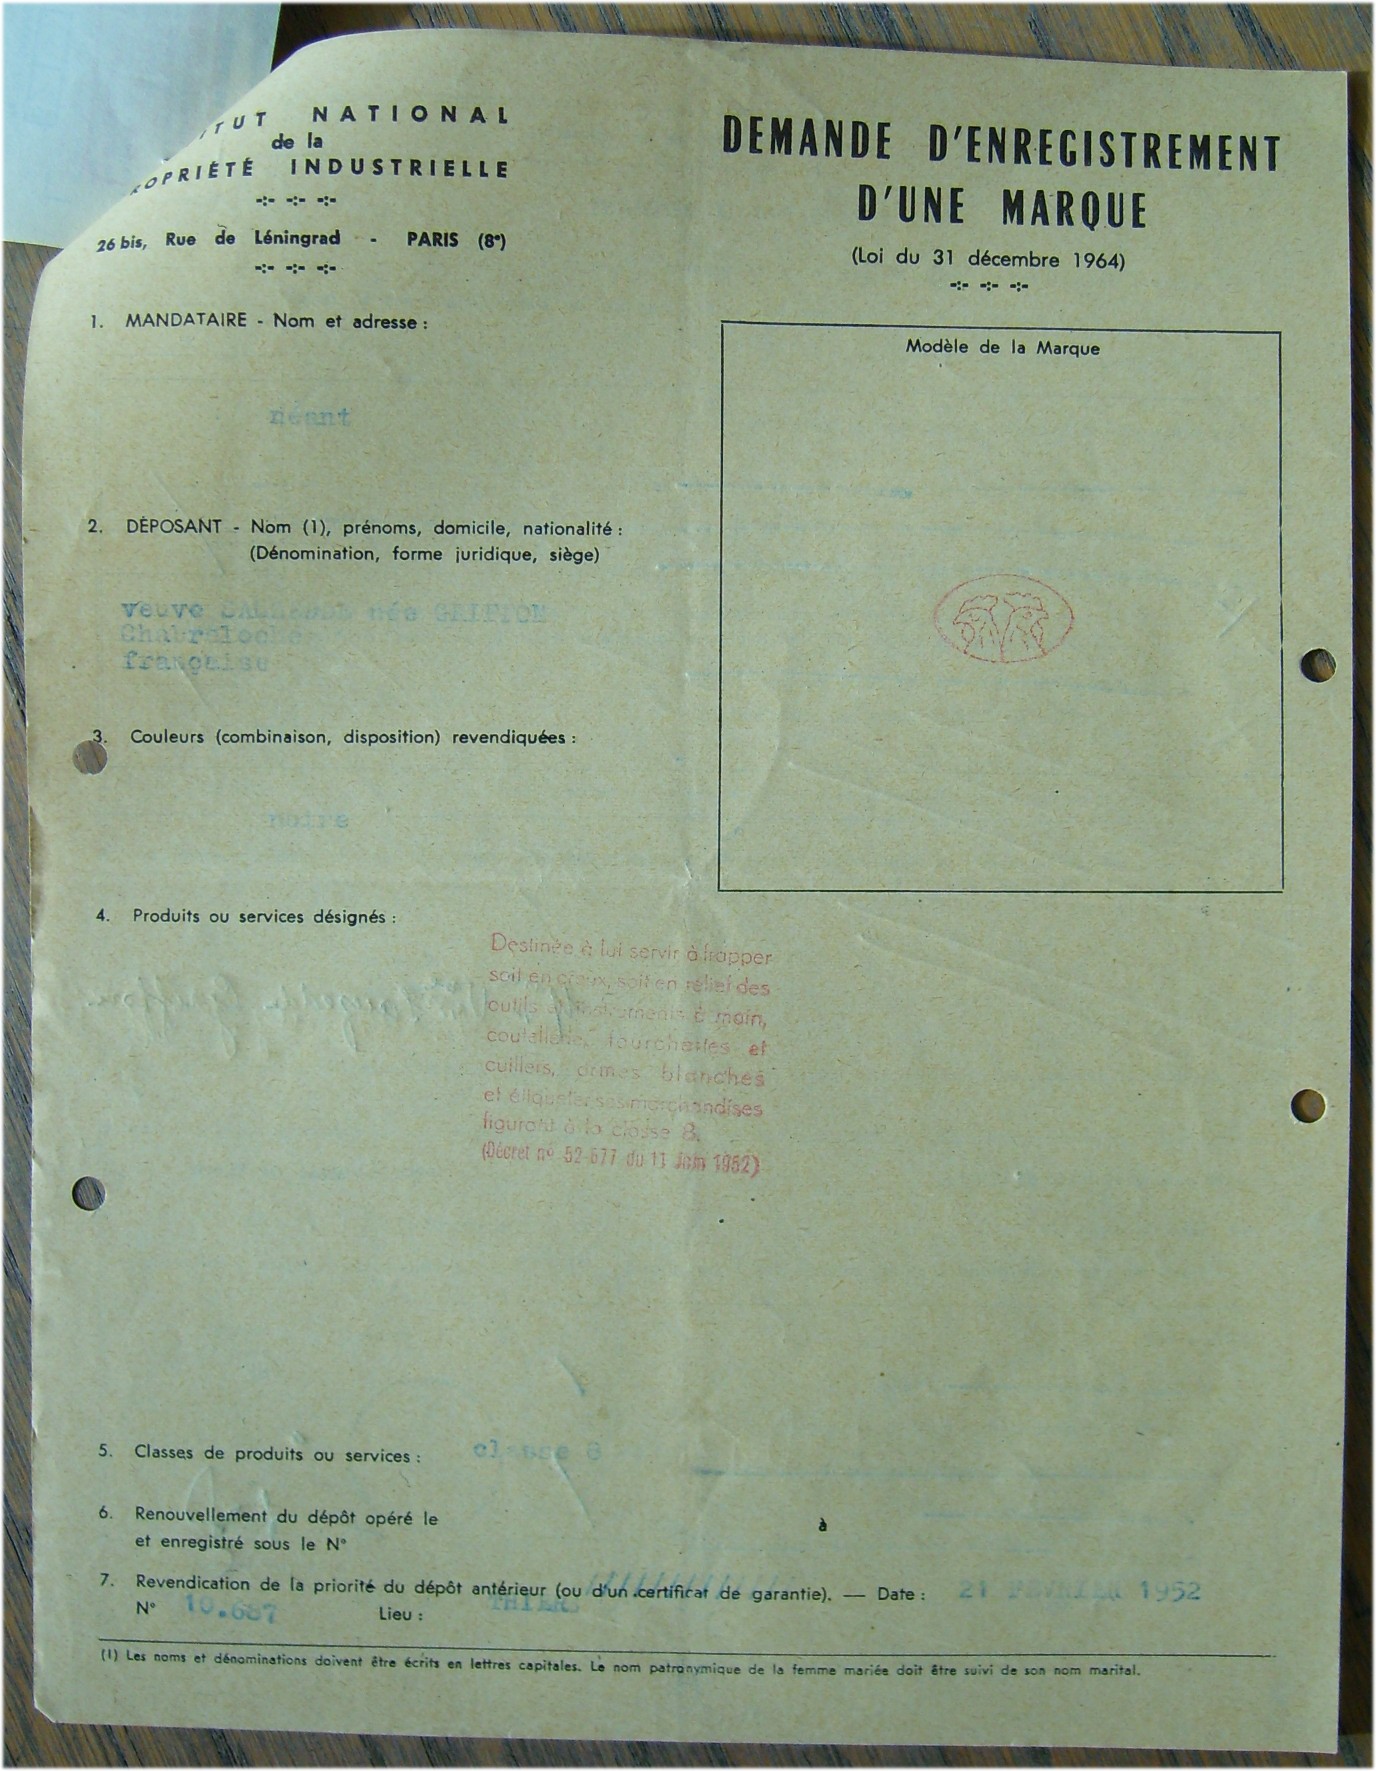 TUT NATIONAL
de la
OPRIÉTÉ INDUSTRIELLE
26 bis, Rue de Léningrad - PARIS (8e)
DEMANDE D'ENREGISTREMENT
D'UNE MARQUE
(Loi du 31 décembre 1964)
Modèle de la Marque
1. MANDATAIRE - Nom et adresse :
néant
2. DÉPOSANT - Nom (1), prénoms, domicile, nationalité :
(Dénomination, forme juridique, siège)
veuve née
française
3. Couleurs (combinaison, disposition) revendiquées :
noire
4. Produits ou services désignés :
Destinée à lui servir à frapper
soit en creux, soit en relief des
outils et instruments à main,
coutellerie, fourchettes et
cuillers, armes blanches
et étiqueter ses marchandises
figurant à la classe 8.
(Décret n° 52-677 du 11 Juin 1952)
5. Classes de produits ou services : classe 8
6. Renouvellement du dépôt opéré le à
et enregistré sous le N°
7. Revendication de la priorité du dépôt antérieur (ou d'un certificat de garantie). — Date : 21 FEVRIER 1952
N° 10.687 Lieu : THIERS
(1) Les noms et dénominations doivent être écrits en lettres capitales. Le nom patronymique de la femme mariée doit être suivi de son nom marital.